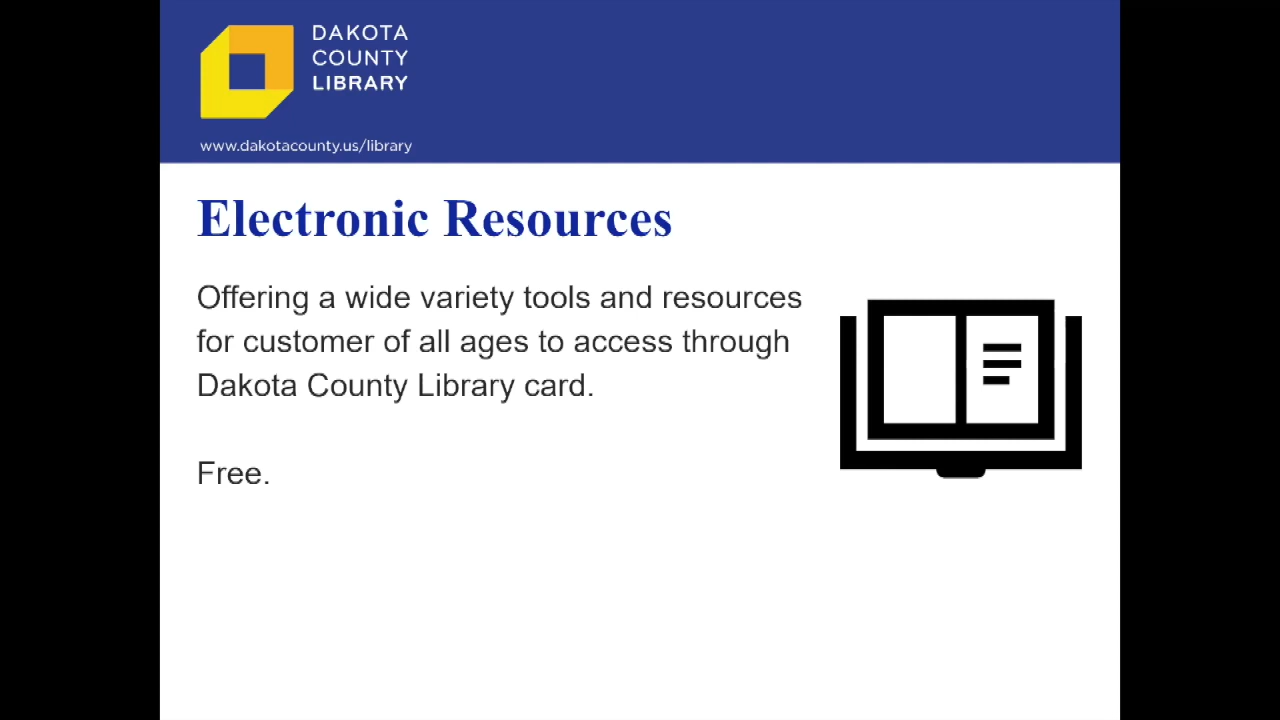 DAKOTA
COUNTY
LIBRARY
www.dakotacounty.us/library
Electronic Resources
Offering a wide variety tools and resources
for customer of all ages to access through
Dakota County Library card.
Free.